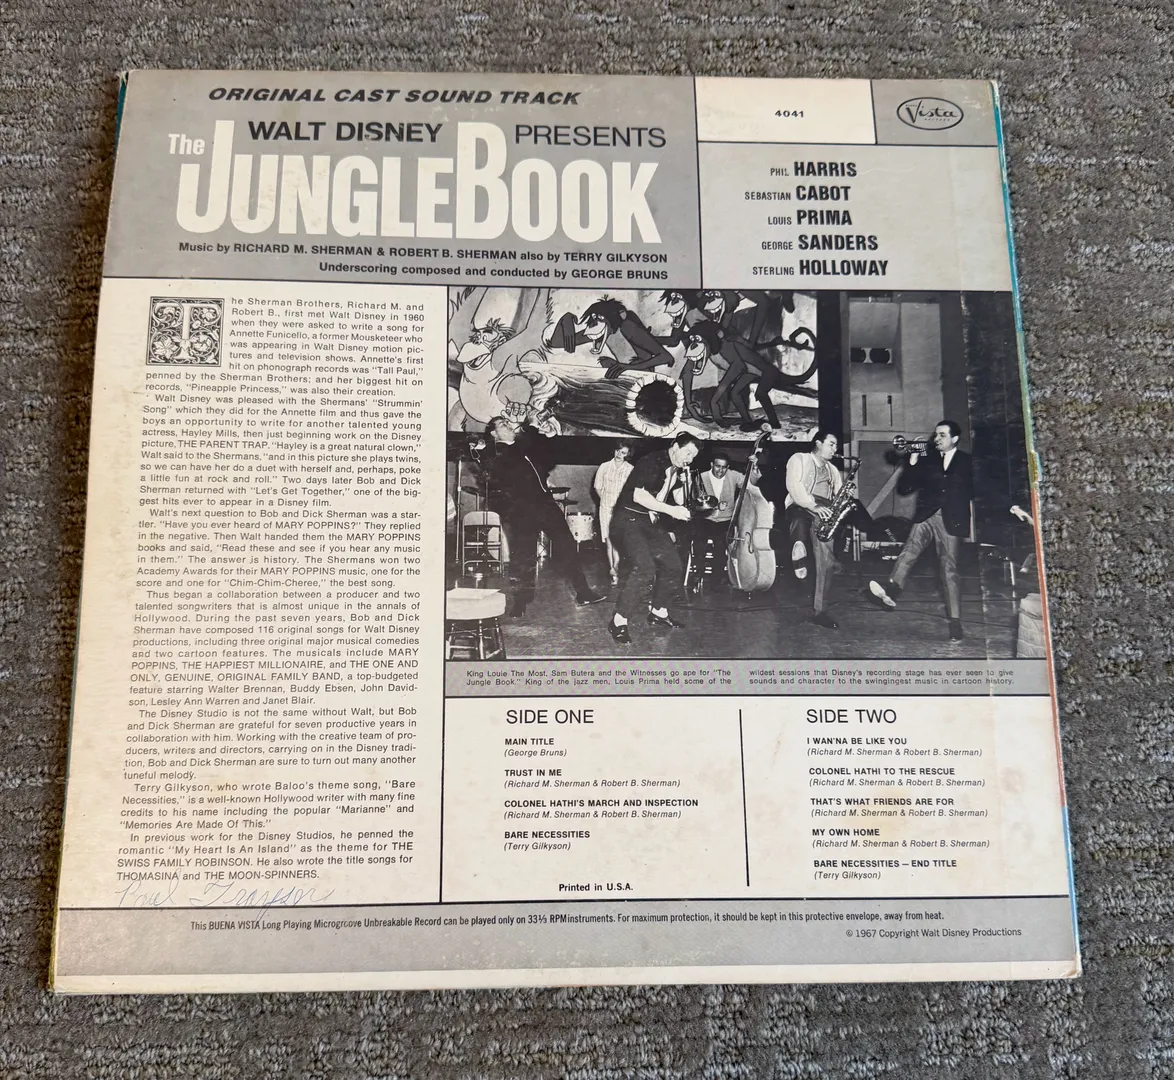 ORIGINAL CAST SOUND TRACK
WALT DISNEY PRESENTS
The JUNGLE BOOK
Music by RICHARD M. SHERMAN & ROBERT B. SHERMAN also by TERRY GILKYSON
Underscoring composed and conducted by GEORGE BRUNS
4041
Vista
RECORDS
PHIL HARRIS
SEBASTIAN CABOT
LOUIS PRIMA
GEORGE SANDERS
STERLING HOLLOWAY
The Sherman Brothers, Richard M. and
Robert B., first met Walt Disney in 1960
when they were asked to write a song for
Annette Funicello, a former Mousketeer who
was appearing in Walt Disney motion pic-
tures and television shows. Annette's first
hit on phonograph records was "Tall Paul,"
penned by the Sherman Brothers; and her biggest hit on
records, "Pineapple Princess," was also their creation.
Walt Disney was pleased with the Shermans' "Strummin'
Song" which they did for the Annette film and thus gave the
boys an opportunity to write for another talented young
actress, Hayley Mills, then just beginning work on the Disney
picture, THE PARENT TRAP. "Hayley is a great natural clown,"
Walt said to the Shermans, "and in this picture she plays twins,
so we can have her do a duet with herself and, perhaps, poke
a little fun at rock and roll." Two days later Bob and Dick
Sherman returned with "Let's Get Together," one of the big-
gest hits ever to appear in a Disney film.
Walt's next question to Bob and Dick Sherman was a star-
tler. "Have you ever heard of MARY POPPINS?" They replied
in the negative. Then Walt handed them the MARY POPPINS
books and said, "Read these and see if you hear any music
in them." The answer is history. The Shermans won two
Academy Awards for their MARY POPPINS music, one for the
score and one for "Chim-Chim-Cheree," the best song.
Thus began a collaboration between a producer and two
talented songwriters that is almost unique in the annals of
Hollywood. During the past seven years, Bob and Dick
Sherman have composed 116 original songs for Walt Disney
productions, including three original major musical comedies
and two cartoon features. The musicals include MARY
POPPINS, THE HAPPIEST MILLIONAIRE, and THE ONE AND
ONLY, GENUINE, ORIGINAL FAMILY BAND, a top-budgeted
feature starring Walter Brennan, Buddy Ebsen, John David-
son, Lesley Ann Warren and Janet Blair.
The Disney Studio is not the same without Walt, but Bob
and Dick Sherman are grateful for seven productive years in
collaboration with him. Working with the creative team of pro-
ducers, writers and directors, carrying on in the Disney tradi-
tion, Bob and Dick Sherman are sure to turn out many another
tuneful melody.
Terry Gilkyson, who wrote Baloo's theme song, "Bare
Necessities," is a well-known Hollywood writer with many fine
credits to his name including the popular "Marianne" and
"Memories Are Made Of This."
In previous work for the Disney Studios, he penned the
romantic "My Heart Is An Island" as the theme for THE
SWISS FAMILY ROBINSON. He also wrote the title songs for
THOMASINA and THE MOON-SPINNERS.
King Louie The Most, Sam Butera and the Witnesses go ape for "The
Jungle Book." King of the jazz men, Louis Prima held some of the
wildest sessions that Disney's recording stage has ever seen to give
sounds and character to the swingingest music in cartoon history.
SIDE ONE
MAIN TITLE
(George Bruns)
TRUST IN ME
(Richard M. Sherman & Robert B. Sherman)
COLONEL HATHI'S MARCH AND INSPECTION
(Richard M. Sherman & Robert B. Sherman)
BARE NECESSITIES
(Terry Gilkyson)
SIDE TWO
I WAN'NA BE LIKE YOU
(Richard M. Sherman & Robert B. Sherman)
COLONEL HATHI TO THE RESCUE
(Richard M. Sherman & Robert B. Sherman)
THAT'S WHAT FRIENDS ARE FOR
(Richard M. Sherman & Robert B. Sherman)
MY OWN HOME
(Richard M. Sherman & Robert B. Sherman)
BARE NECESSITIES — END TITLE
(Terry Gilkyson)
Printed in U.S.A.
This BUENA VISTA Long Playing Microgroove Unbreakable Record can be played only on 33⅓ RPM instruments. For maximum protection, it should be kept in this protective envelope, away from heat.
© 1967 Copyright Walt Disney Productions